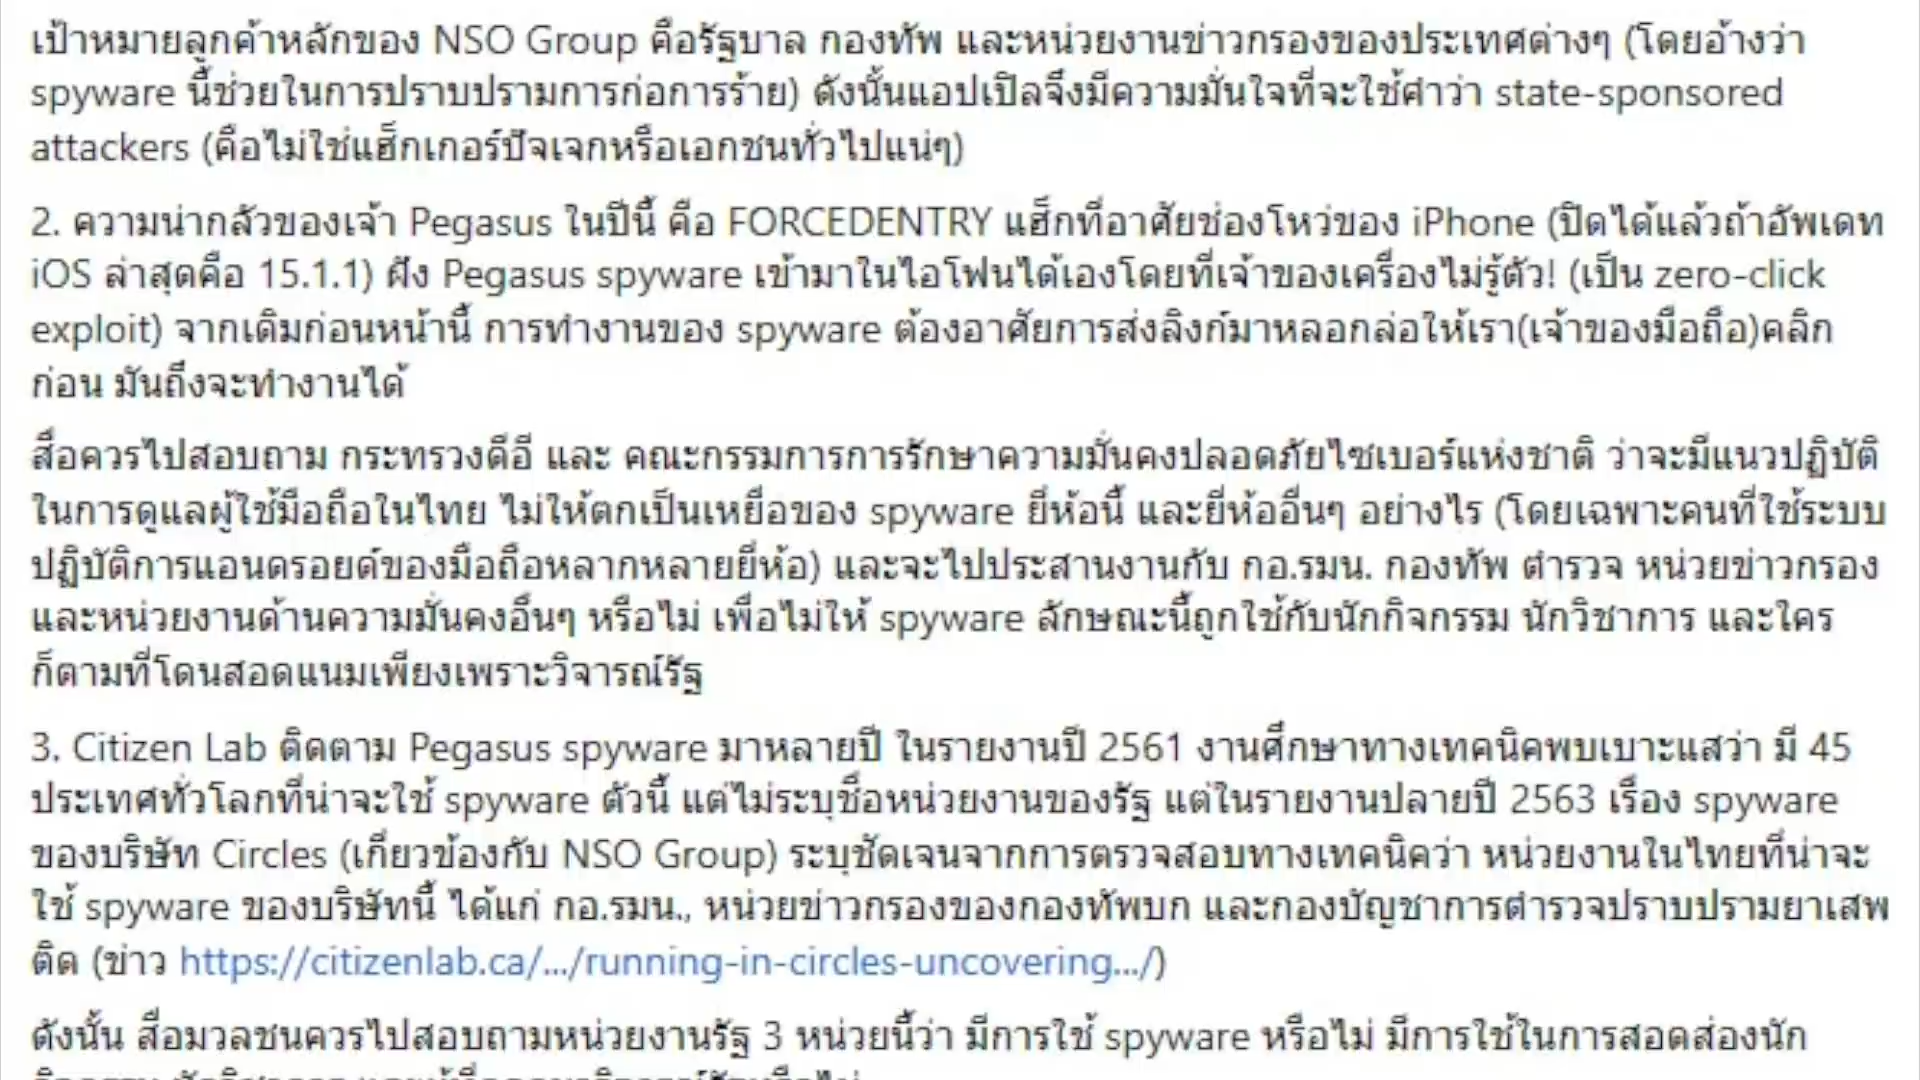 เป้าหมายลูกค้าหลักของ NSO Group คือรัฐบาล กองทัพ และหน่วยงานข่าวกรองของประเทศต่างๆ (โดยอ้างว่า
spyware นี้ช่วยในการปราบปรามการก่อการร้าย) ดังนั้นแอปเปิลจึงมีความมั่นใจที่จะใช้คำว่า state-sponsored
attackers (คือไม่ใช่แฮ็กเกอร์ปัจเจกหรือเอกชนทั่วไปแน่ๆ)
2. ความน่ากลัวของเจ้า Pegasus ในปีนี้ คือ FORCEDENTRY แฮ็กที่อาศัยช่องโหว่ของ iPhone (ปิดได้แล้วถ้าอัพเดท
iOS ล่าสุดคือ 15.1.1) ฝัง Pegasus spyware เข้ามาในไอโฟนได้เองโดยที่เจ้าของเครื่องไม่รู้ตัว! (เป็น zero-click
exploit) จากเดิมก่อนหน้านี้ การทำงานของ spyware ต้องอาศัยการส่งลิงก์มาหลอกล่อให้เรา(เจ้าของมือถือ)คลิก
ก่อน มันถึงจะทำงานได้
สื่อควรไปสอบถาม กระทรวงดีอี และ คณะกรรมการการรักษาความมั่นคงปลอดภัยไซเบอร์แห่งชาติ ว่าจะมีแนวปฏิบัติ
ในการดูแลผู้ใช้มือถือในไทย ไม่ให้ตกเป็นเหยื่อของ spyware ยี่ห้อนี้ และยี่ห้ออื่นๆ อย่างไร (โดยเฉพาะคนที่ใช้ระบบ
ปฏิบัติการแอนดรอยด์ของมือถือหลากหลายยี่ห้อ) และจะไปประสานงานกับ กอ.รมน. กองทัพ ตำรวจ หน่วยข่าวกรอง
และหน่วยงานด้านความมั่นคงอื่นๆ หรือไม่ เพื่อไม่ให้ spyware ลักษณะนี้ถูกใช้กับนักกิจกรรม นักวิชาการ และใคร
ก็ตามที่โดนสอดแนมเพียงเพราะวิจารณ์รัฐ
3. Citizen Lab ติดตาม Pegasus spyware มาหลายปี ในรายงานปี 2561 งานศึกษาทางเทคนิคพบเบาะแสว่า มี 45
ประเทศทั่วโลกที่น่าจะใช้ spyware ตัวนี้ แต่ไม่ระบุชื่อหน่วยงานของรัฐ แต่ในรายงานปลายปี 2563 เรื่อง spyware
ของบริษัท Circles (เกี่ยวข้องกับ NSO Group) ระบุชัดเจนจากการตรวจสอบทางเทคนิคว่า หน่วยงานในไทยที่น่าจะ
ใช้ spyware ของบริษัทนี้ ได้แก่ กอ.รมน., หน่วยข่าวกรองของกองทัพบก และกองบัญชาการตำรวจปราบปรามยาเสพ
ติด (ข่าว https://citizenlab.ca/.../running-in-circles-uncovering.../)
ดังนั้น สื่อมวลชนควรไปสอบถามหน่วยงานรัฐ 3 หน่วยนี้ว่า มีการใช้ spyware หรือไม่ มีการใช้ในการสอดส่องนัก